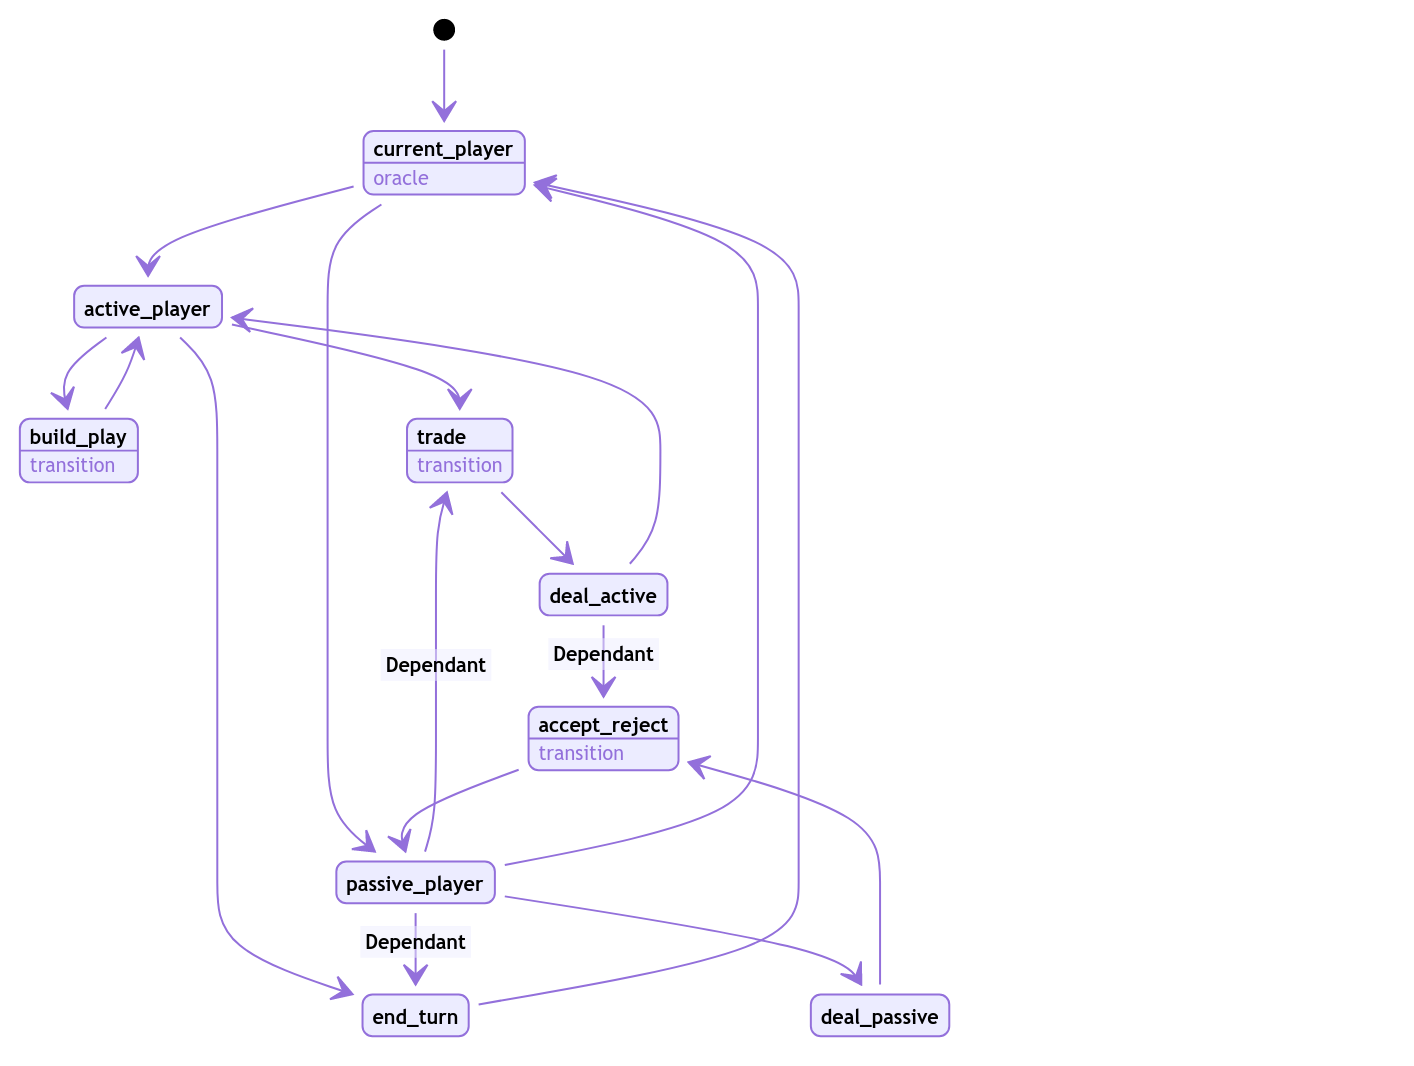 current_player
oracle
active_player
build_play
transition
trade
transition
deal_active
Dependant
Dependant
accept_reject
transition
passive_player
Dependant
end_turn
deal_passive